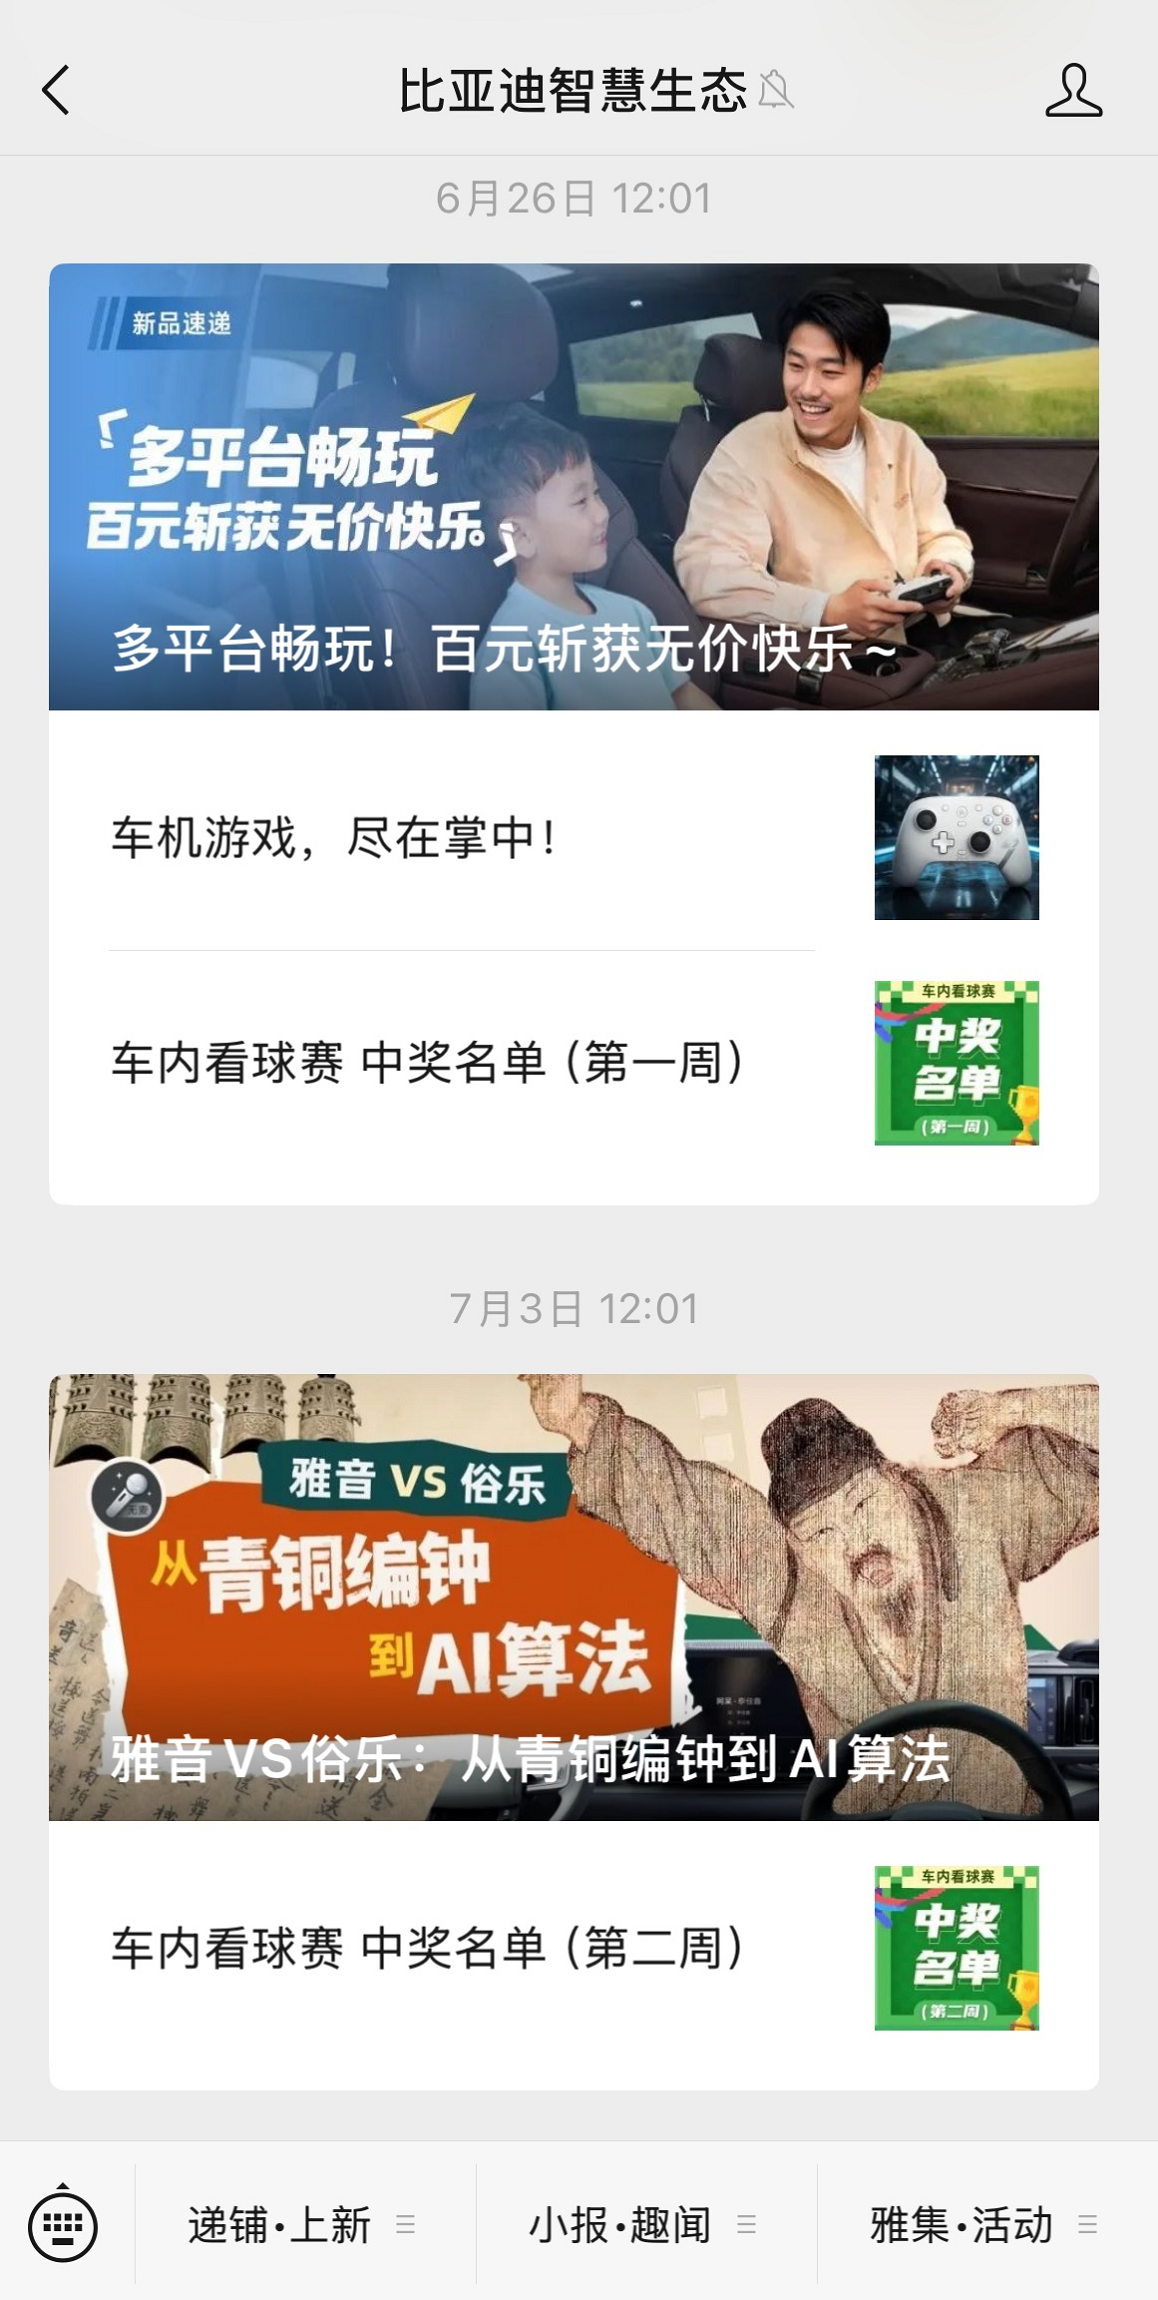 比亚迪智慧生态
6月26日 12:01
新品速递
「多平台畅玩
百元斩获 无价快乐。」
多平台畅玩！百元斩获无价快乐～
车机游戏，尽在掌中！
车内看球赛
车内看球赛 中奖名单（第一周）
中奖
名单
（第一周）
7月3日 12:01
雅音 VS 俗乐
从青铜编钟
到AI算法
雅音 VS 俗乐：从青铜编钟到 AI 算法
车内看球赛
车内看球赛 中奖名单（第二周）
中奖
名单
（第二周）
递铺·上新
小报·趣闻
雅集·活动